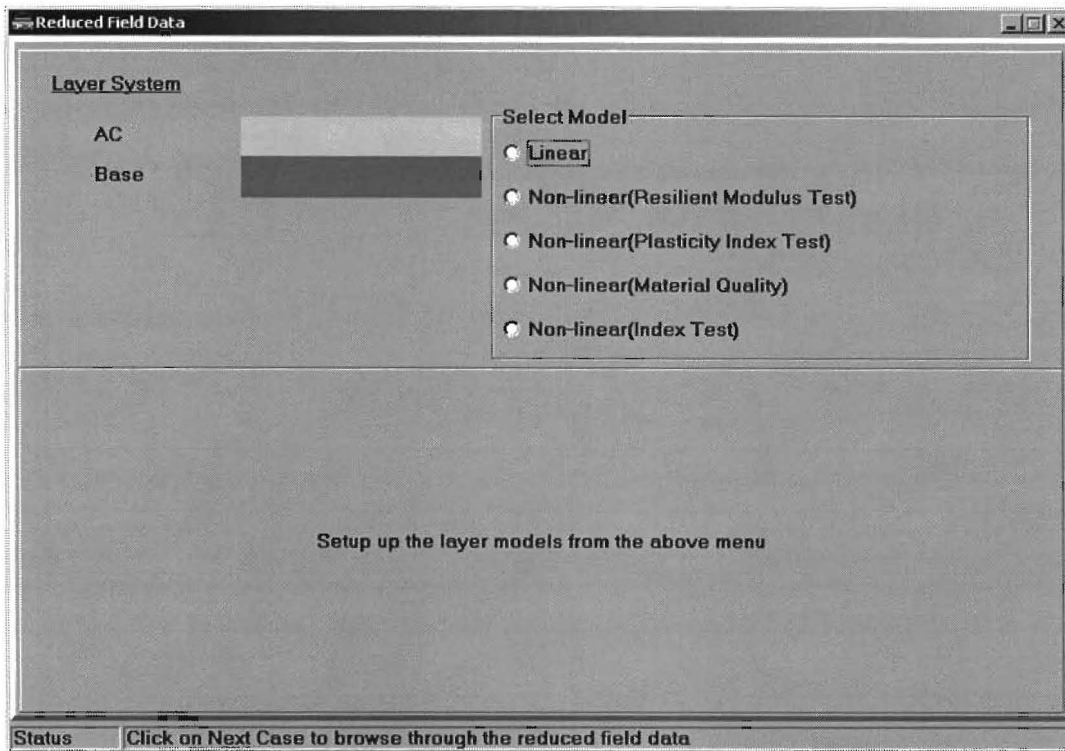 Reduced Field Data
Layer System
AC
Base
Select Model
Linear
Non-linear(Resilient Modulus Test)
Non-linear(Plasticity Index Test)
Non-linear(Material Quality)
Non-linear(Index Test)
Setup up the layer models from the above menu
Status
Click on Next Case to browse through the reduced field data